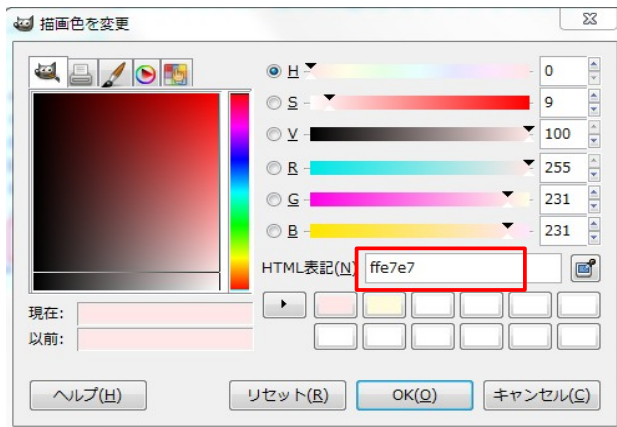 描画色を変更
H 0
S 9
V 100
R 255
G 231
B 231
HTML表記(N) ffe7e7
現在:
以前:
ヘルプ(H) リセット(R) OK(O) キャンセル(C)